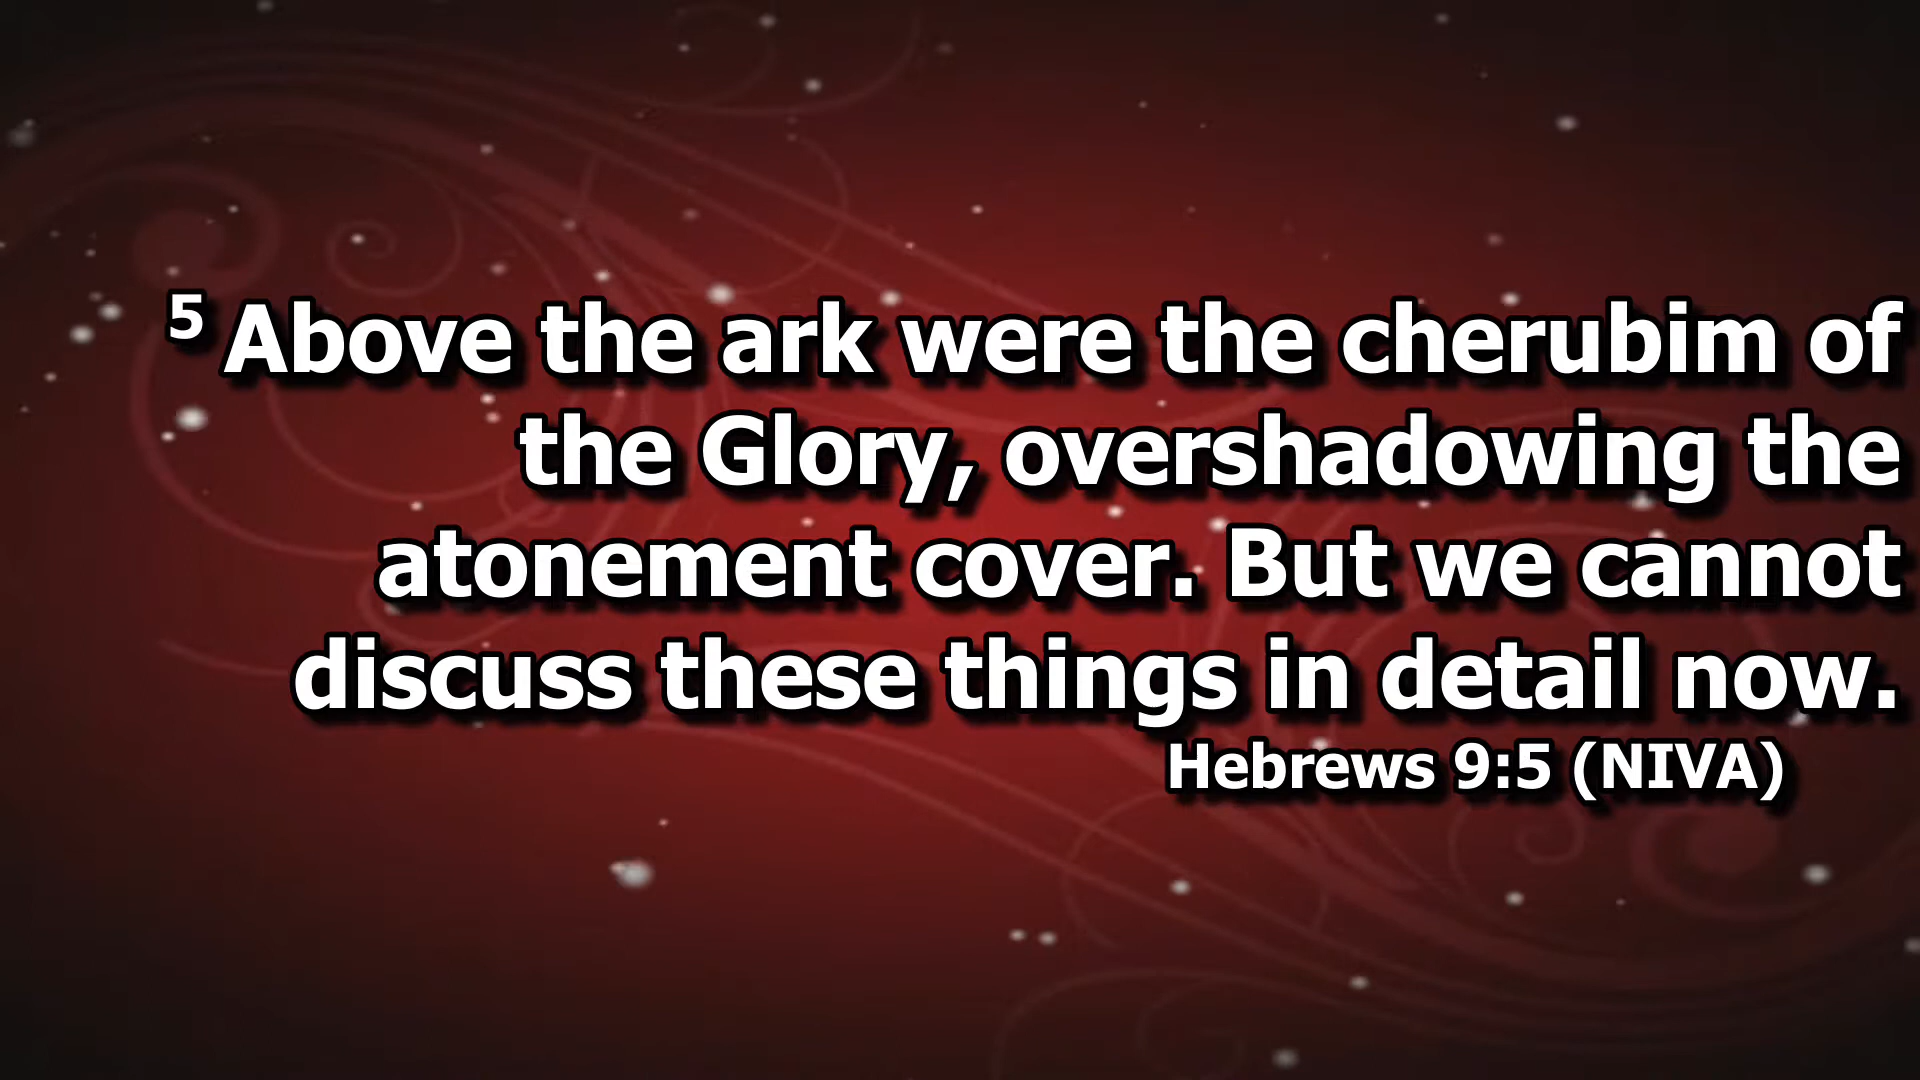 5 Above the ark were the cherubim of
the Glory, overshadowing the
atonement cover. But we cannot
discuss these things in detail now.
Hebrews 9:5 (NIVA)